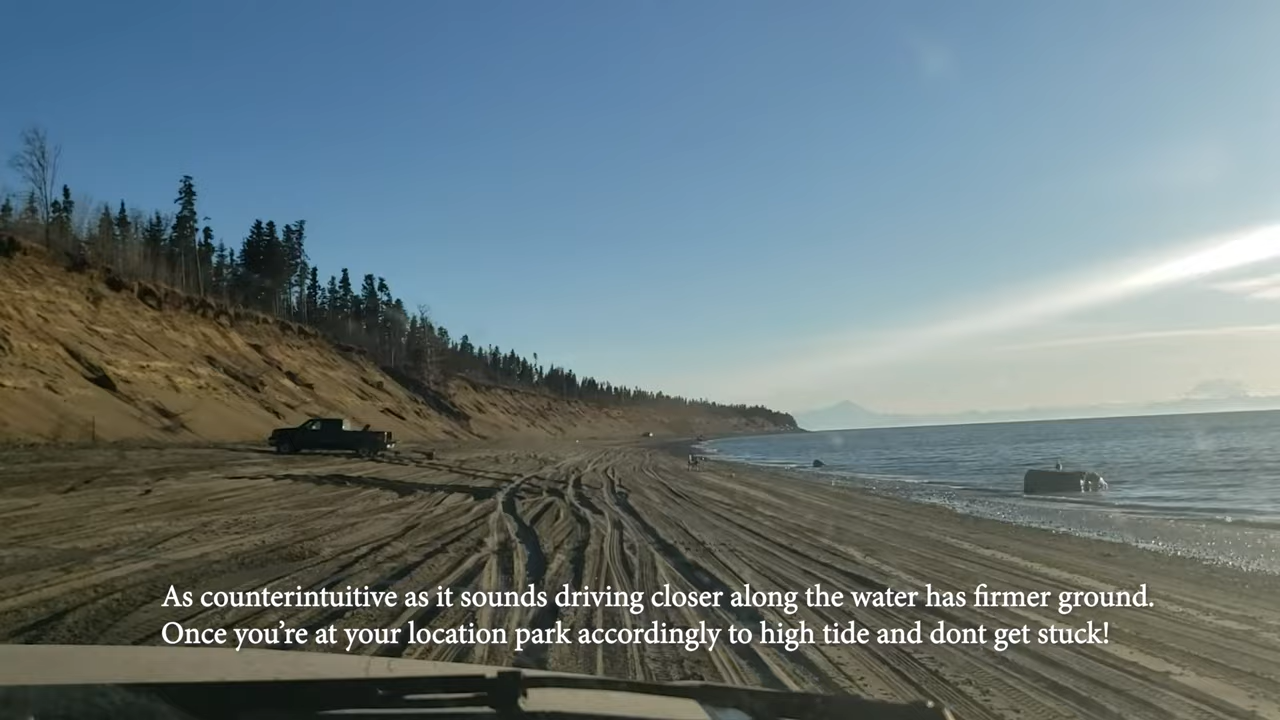 As counterintuitive as it sounds driving closer along the water has firmer ground.
Once you're at your location park accordingly to high tide and dont get stuck!